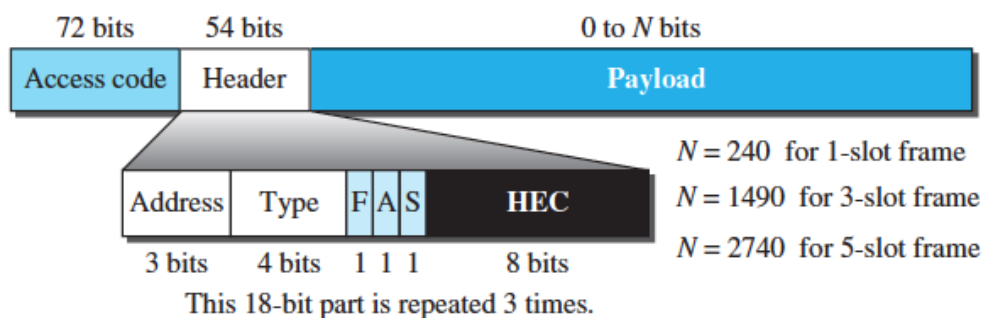 72 bits 54 bits 0 to N bits
Access code Header Payload
N = 240 for 1-slot frame
Address Type F A S HEC
N = 1490 for 3-slot frame
N = 2740 for 5-slot frame
3 bits 4 bits 1 1 1 8 bits
This 18-bit part is repeated 3 times.